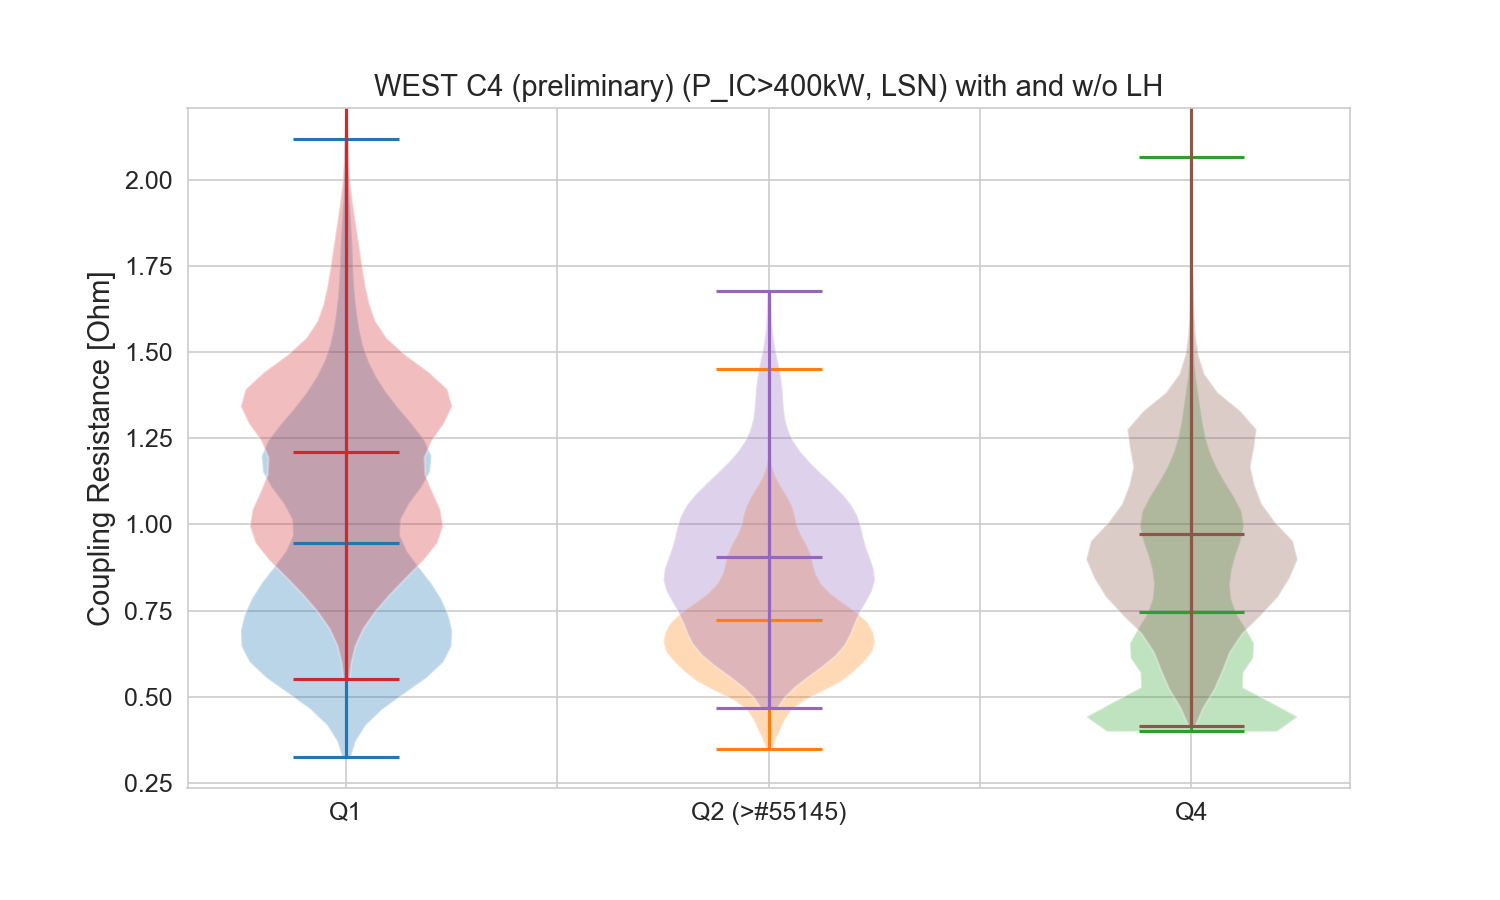 WEST C4 (preliminary) (P_IC>400kW, LSN) with and w/o LH
Coupling Resistance [Ohm]
2.00
1.75
1.50
1.25
1.00
0.75
0.50
0.25
Q1
Q2 (>#55145)
Q4